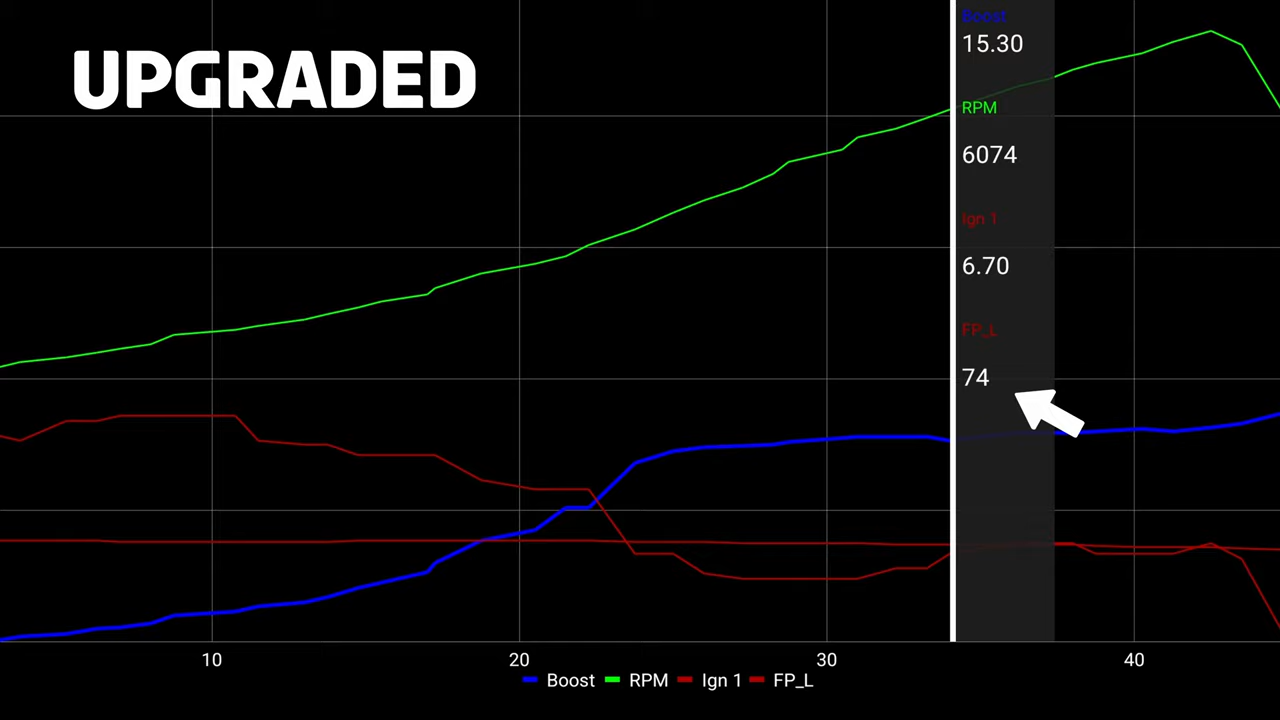 UPGRADED
Boost
15.30
RPM
6074
Ign 1
6.70
FP_L
74
10 20 30 40
Boost RPM Ign 1 FP_L